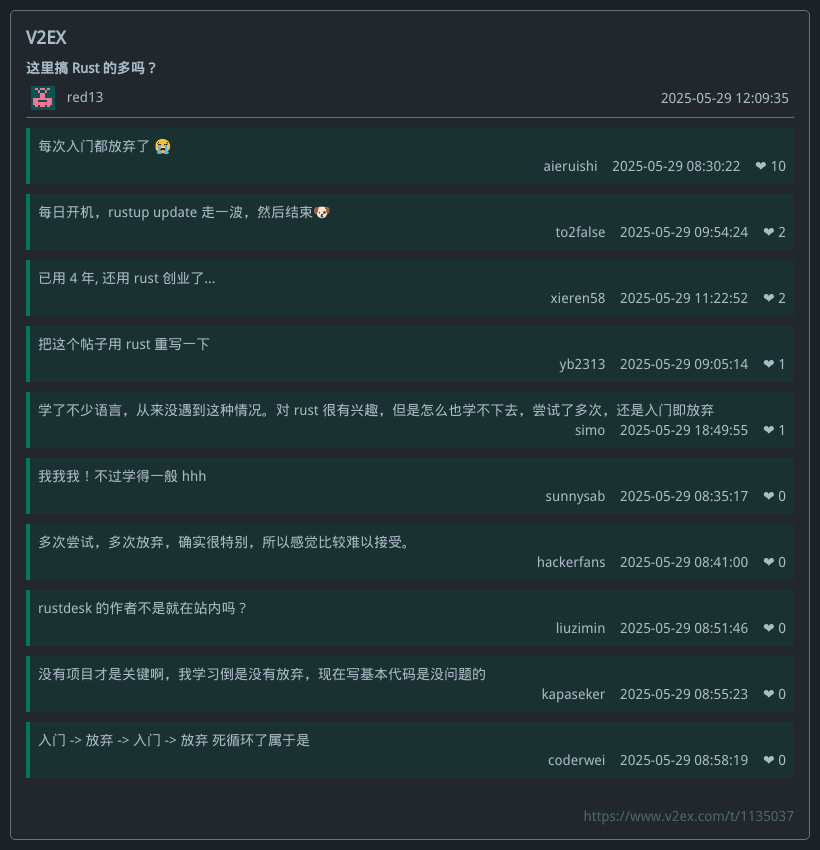 V2EX
这里搞 Rust 的多吗？
red13 2025-05-29 12:09:35
每次入门都放弃了 😭
aieruishi 2025-05-29 08:30:22 ❤ 10
每日开机，rustup update 走一波，然后结束🐶
to2false 2025-05-29 09:54:24 ❤ 2
已用 4 年, 还用 rust 创业了...
xieren58 2025-05-29 11:22:52 ❤ 2
把这个帖子用 rust 重写一下
yb2313 2025-05-29 09:05:14 ❤ 1
学了不少语言，从来没遇到这种情况。对 rust 很有兴趣，但是怎么也学不下去，尝试了多次，还是入门即放弃
simo 2025-05-29 18:49:55 ❤ 1
我我我！不过学得一般 hhh
sunnysab 2025-05-29 08:35:17 ❤ 0
多次尝试，多次放弃，确实很特别，所以感觉比较难以接受。
hackerfans 2025-05-29 08:41:00 ❤ 0
rustdesk 的作者不是就在站内吗？
liuzimin 2025-05-29 08:51:46 ❤ 0
没有项目才是关键啊，我学习倒是没有放弃，现在写基本代码是没问题的
kapaseker 2025-05-29 08:55:23 ❤ 0
入门 -> 放弃 -> 入门 -> 放弃 死循环了属于是
coderwei 2025-05-29 08:58:19 ❤ 0
https://www.v2ex.com/t/1135037